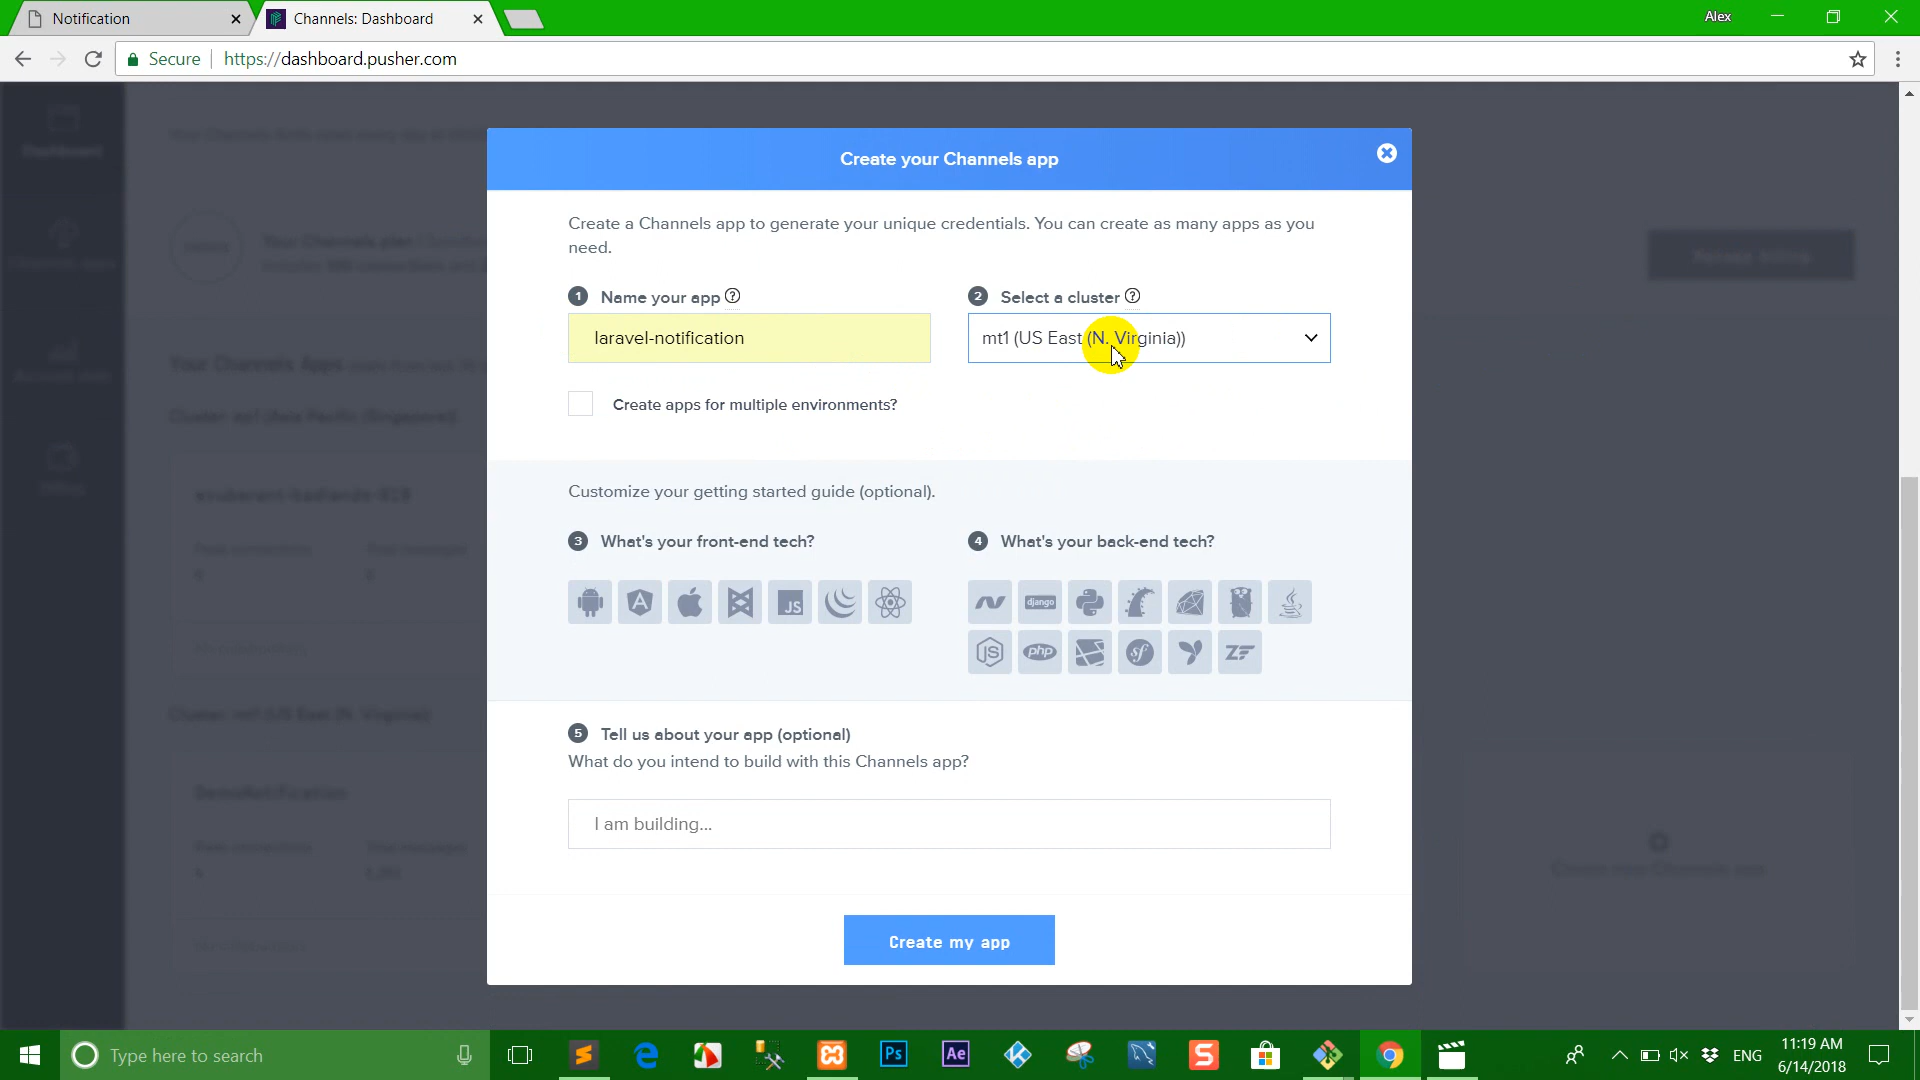 Notification
Channels: Dashboard
Alex
Secure
https://dashboard.pusher.com
Dashboard
Create your Channels app
Create a Channels app to generate your unique credentials. You can create as many apps as you
need.
1 Name your app ?
2 Select a cluster ?
laravel-notification
mt1 (US East (N. Virginia))
Create apps for multiple environments?
Customize your getting started guide (optional).
3 What's your front-end tech?
4 What's your back-end tech?
JS
django
JS
php
sf
ZF
5 Tell us about your app (optional)
What do you intend to build with this Channels app?
I am building...
Create my app
Type here to search
Ps
Ae
S
ENG
11:19 AM
6/14/2018